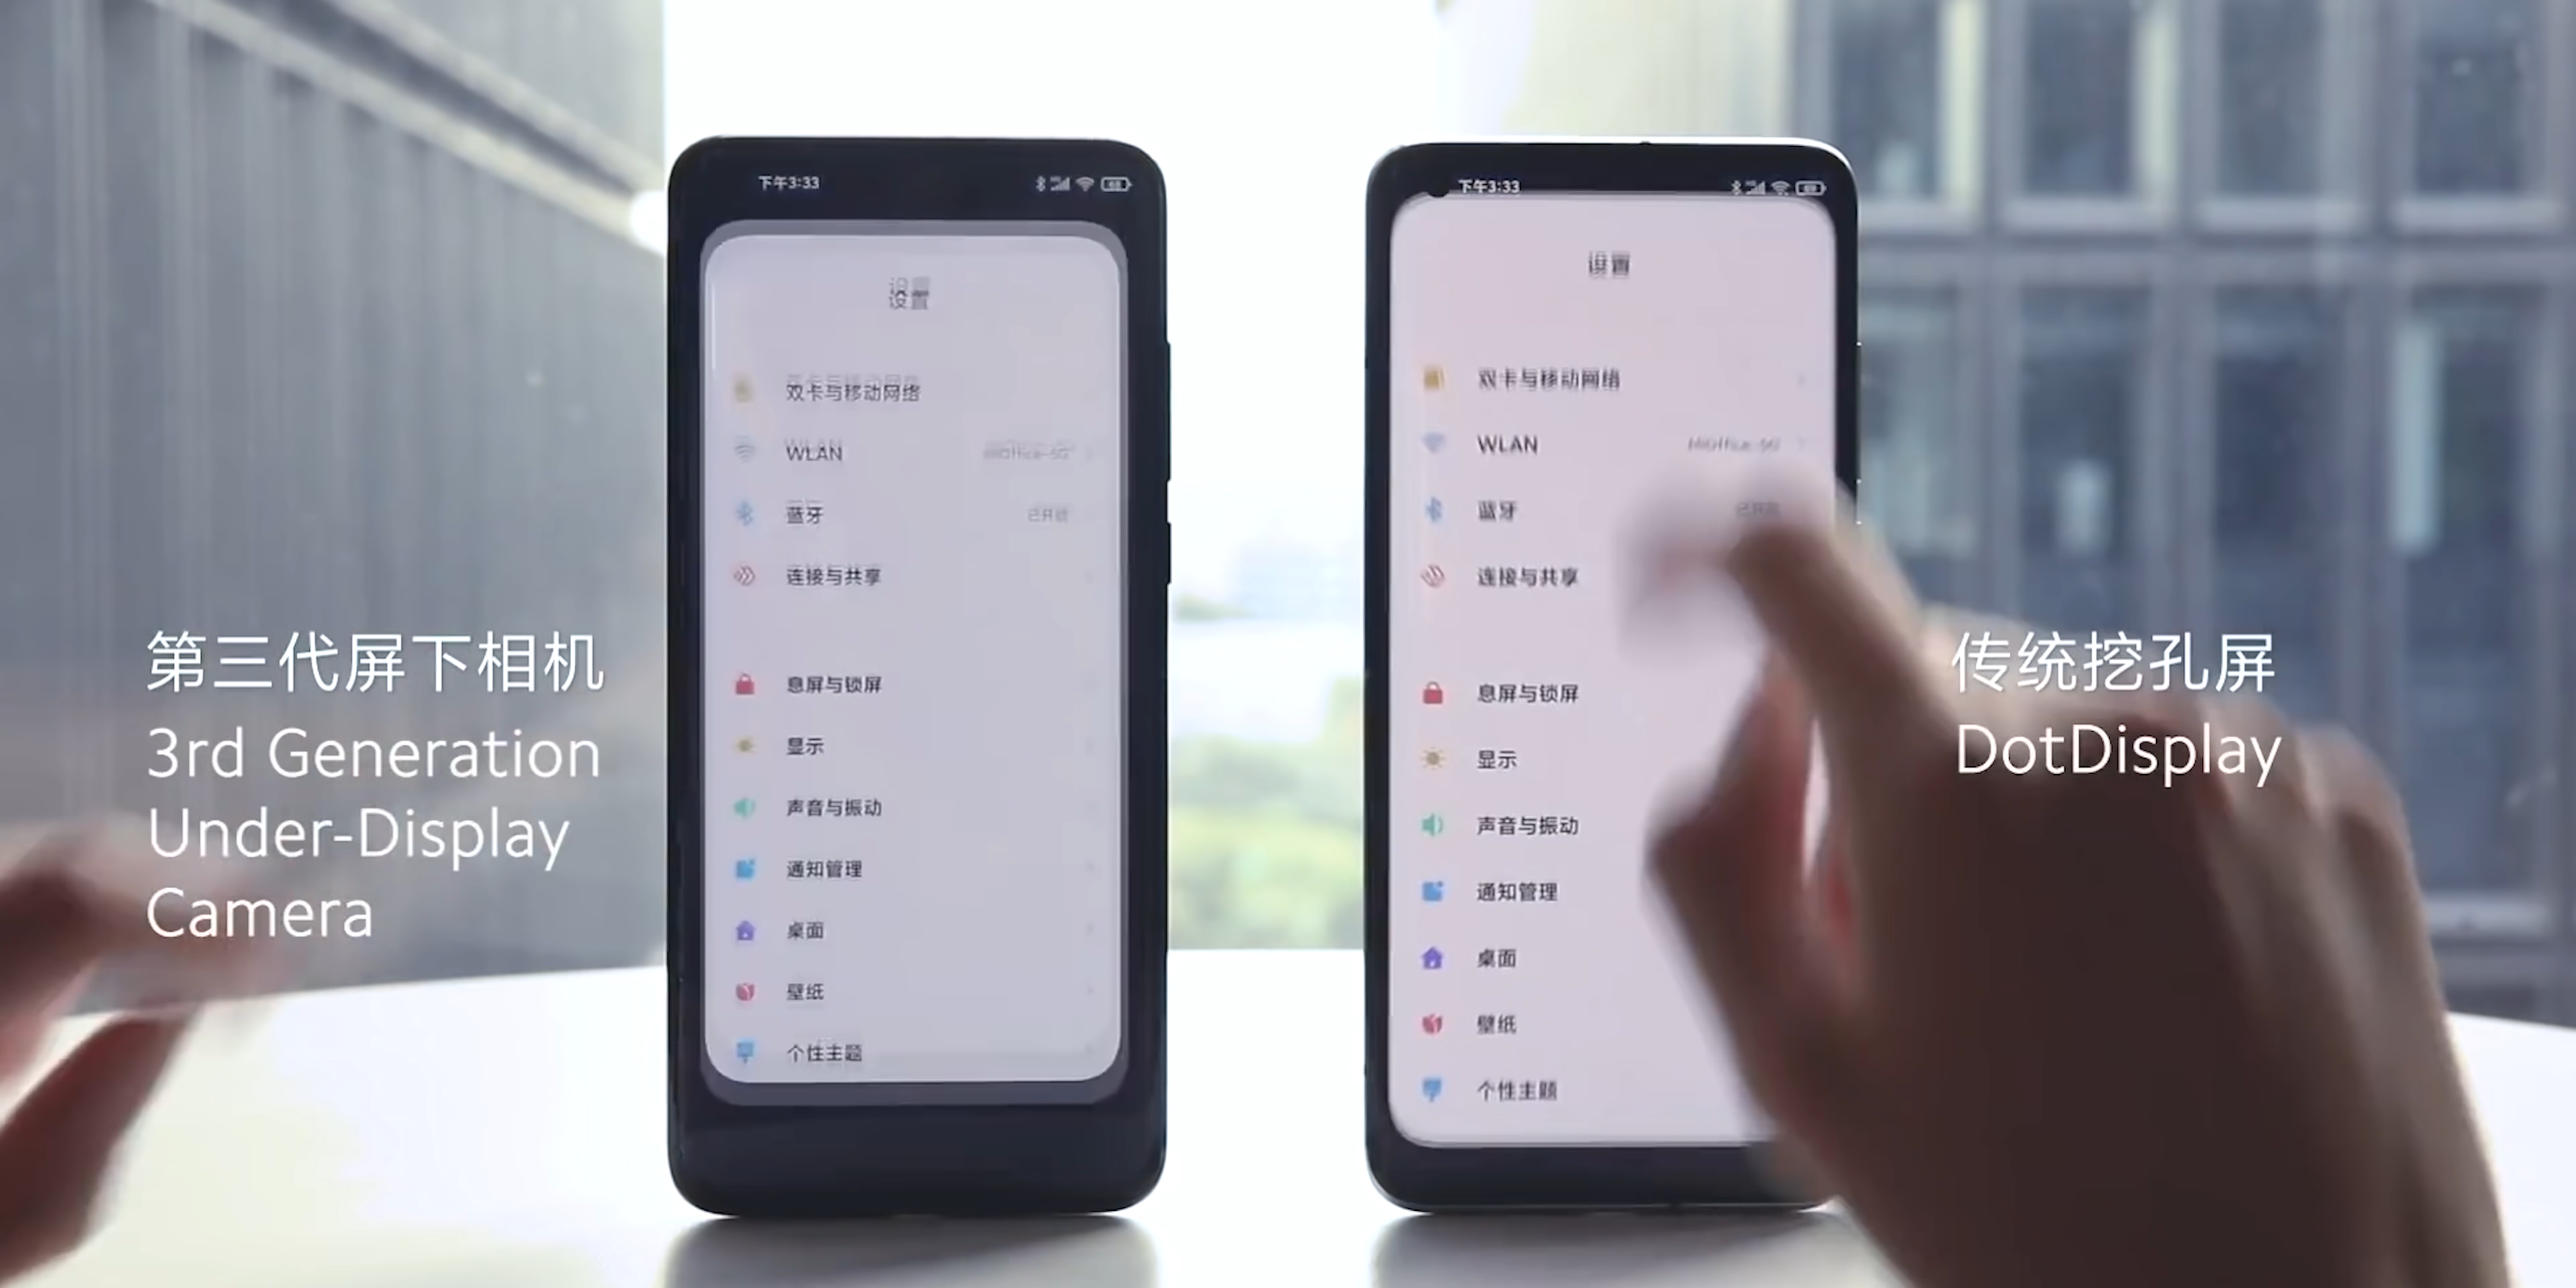 下午3:33
68
设置
双卡与移动网络
WLAN
蓝牙
连接与共享
息屏与锁屏
显示
声音与振动
通知管理
桌面
壁纸
个性主题
下午3:33
设置
双卡与移动网络
WLAN
蓝牙
连接与共享
息屏与锁屏
显示
声音与振动
通知管理
桌面
壁纸
个性主题
第三代屏下相机
3rd Generation
Under-Display
Camera
传统挖孔屏
DotDisplay